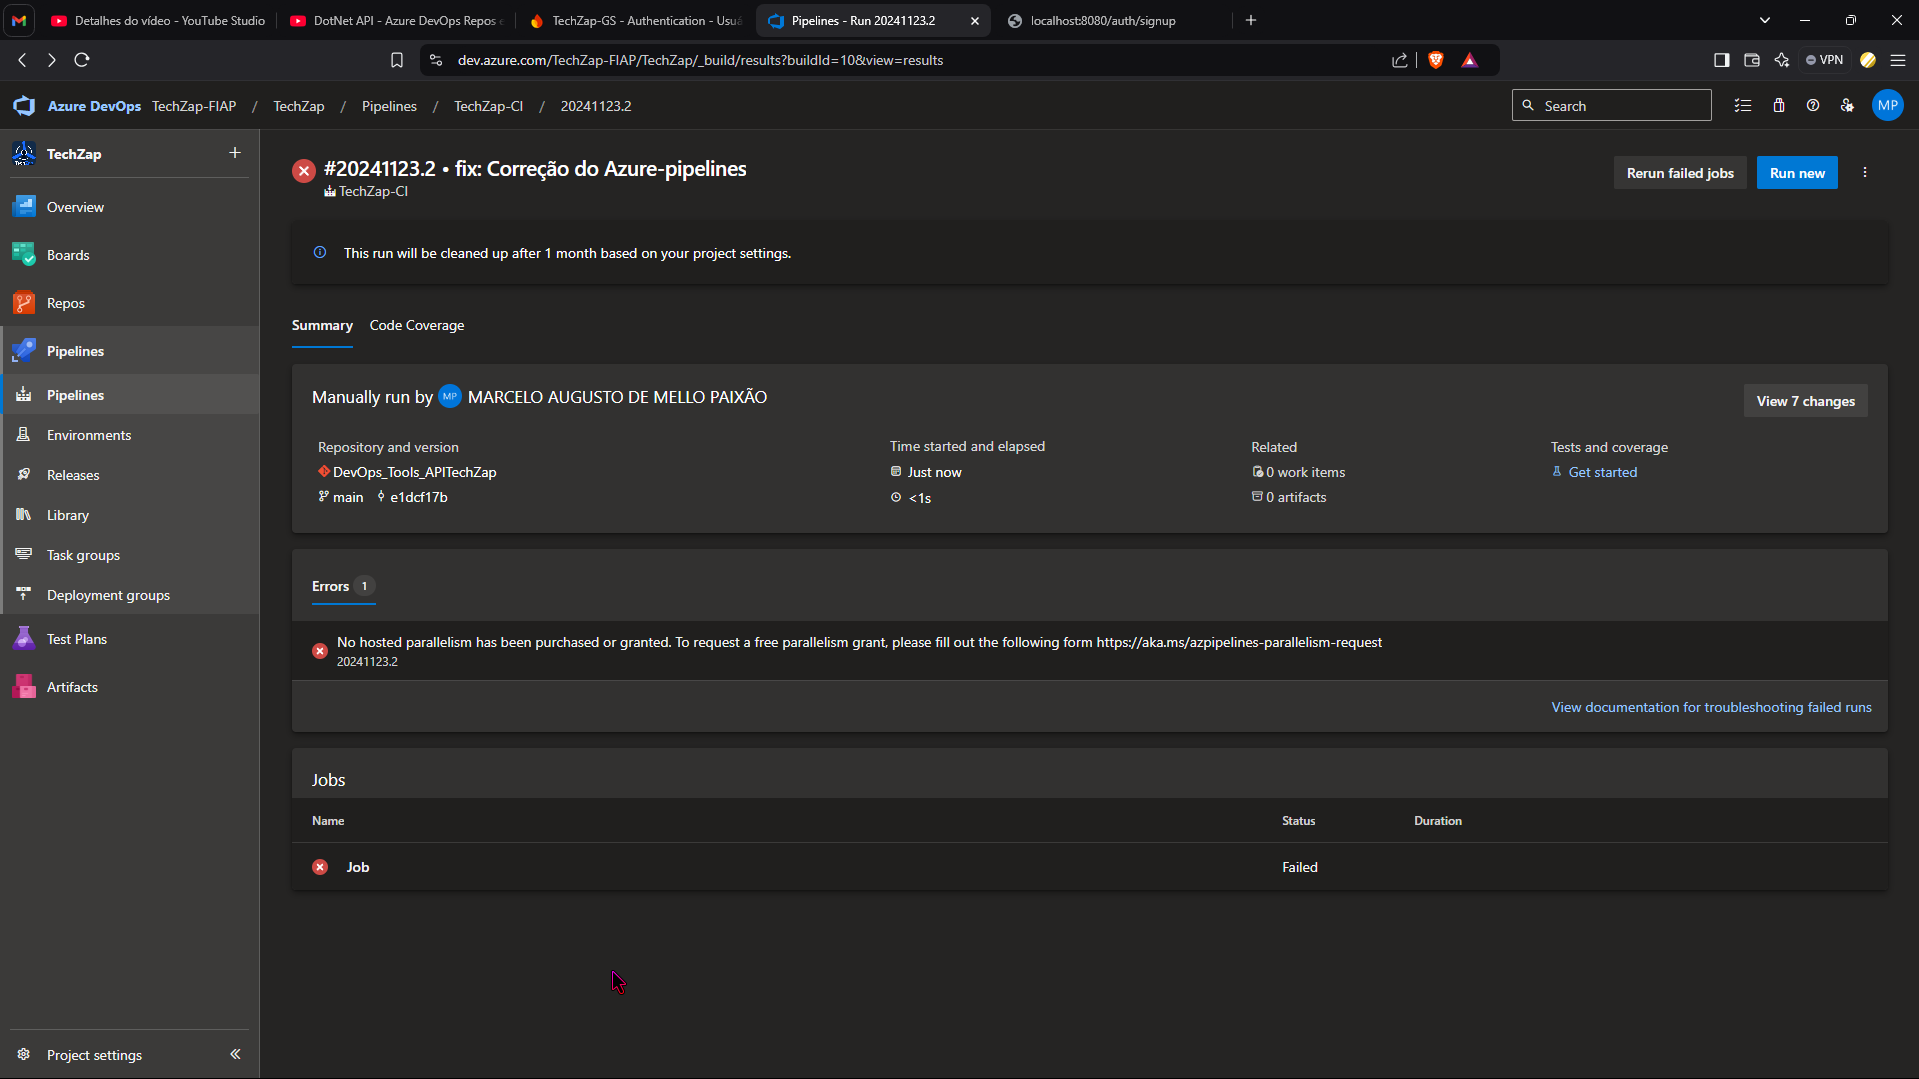 Detalhes do vídeo - YouTube Studio
DotNet API - Azure DevOps Repos
TechZap-GS - Authentication - Usuá
Pipelines - Run 20241123.2
localhost:8080/auth/signup
dev.azure.com/TechZap-FIAP/TechZap/_build/results?buildId=10&view=results
VPN
Azure DevOps TechZap-FIAP / TechZap / Pipelines / TechZap-CI / 20241123.2
Search
MP
TechZap
Overview
Boards
Repos
Pipelines
Pipelines
Environments
Releases
Library
Task groups
Deployment groups
Test Plans
Artifacts
Project settings
#20241123.2 • fix: Correção do Azure-pipelines
TechZap-CI
Rerun failed jobs
Run new
This run will be cleaned up after 1 month based on your project settings.
Summary
Code Coverage
Manually run by MP MARCELO AUGUSTO DE MELLO PAIXÃO
View 7 changes
Repository and version
DevOps_Tools_APITechZap
main e1dcf17b
Time started and elapsed
Just now
<1s
Related
0 work items
0 artifacts
Tests and coverage
Get started
Errors 1
No hosted parallelism has been purchased or granted. To request a free parallelism grant, please fill out the following form https://aka.ms/azpipelines-parallelism-request
20241123.2
View documentation for troubleshooting failed runs
Jobs
Name Status Duration
Job Failed